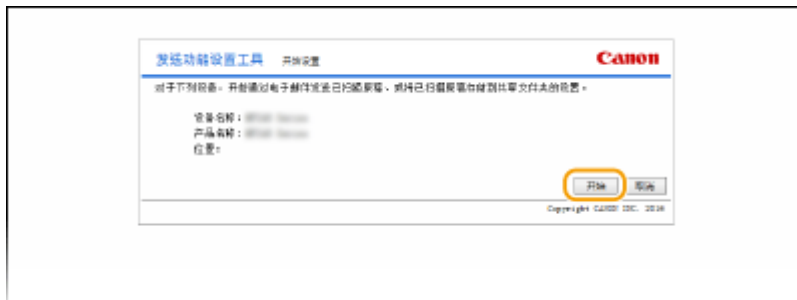 发送功能设置工具 开始设置 Canon
对于下列设备，开始通过电子邮件发送已扫描原稿、或将已扫描原稿存储到共享文件夹的设置。
设备名称：
产品名称：
位置：
开始 取消
Copyright CANON INC. 2014